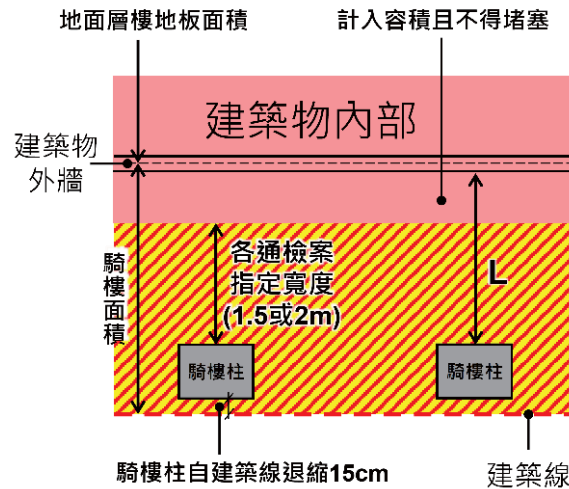 地面層樓地板面積
計入容積且不得堵塞
建築物內部
建築物
外牆
騎樓面積
各通檢案
指定寬度
(1.5或2m)
L
騎樓柱
騎樓柱
騎樓柱自建築線退縮15cm
建築線